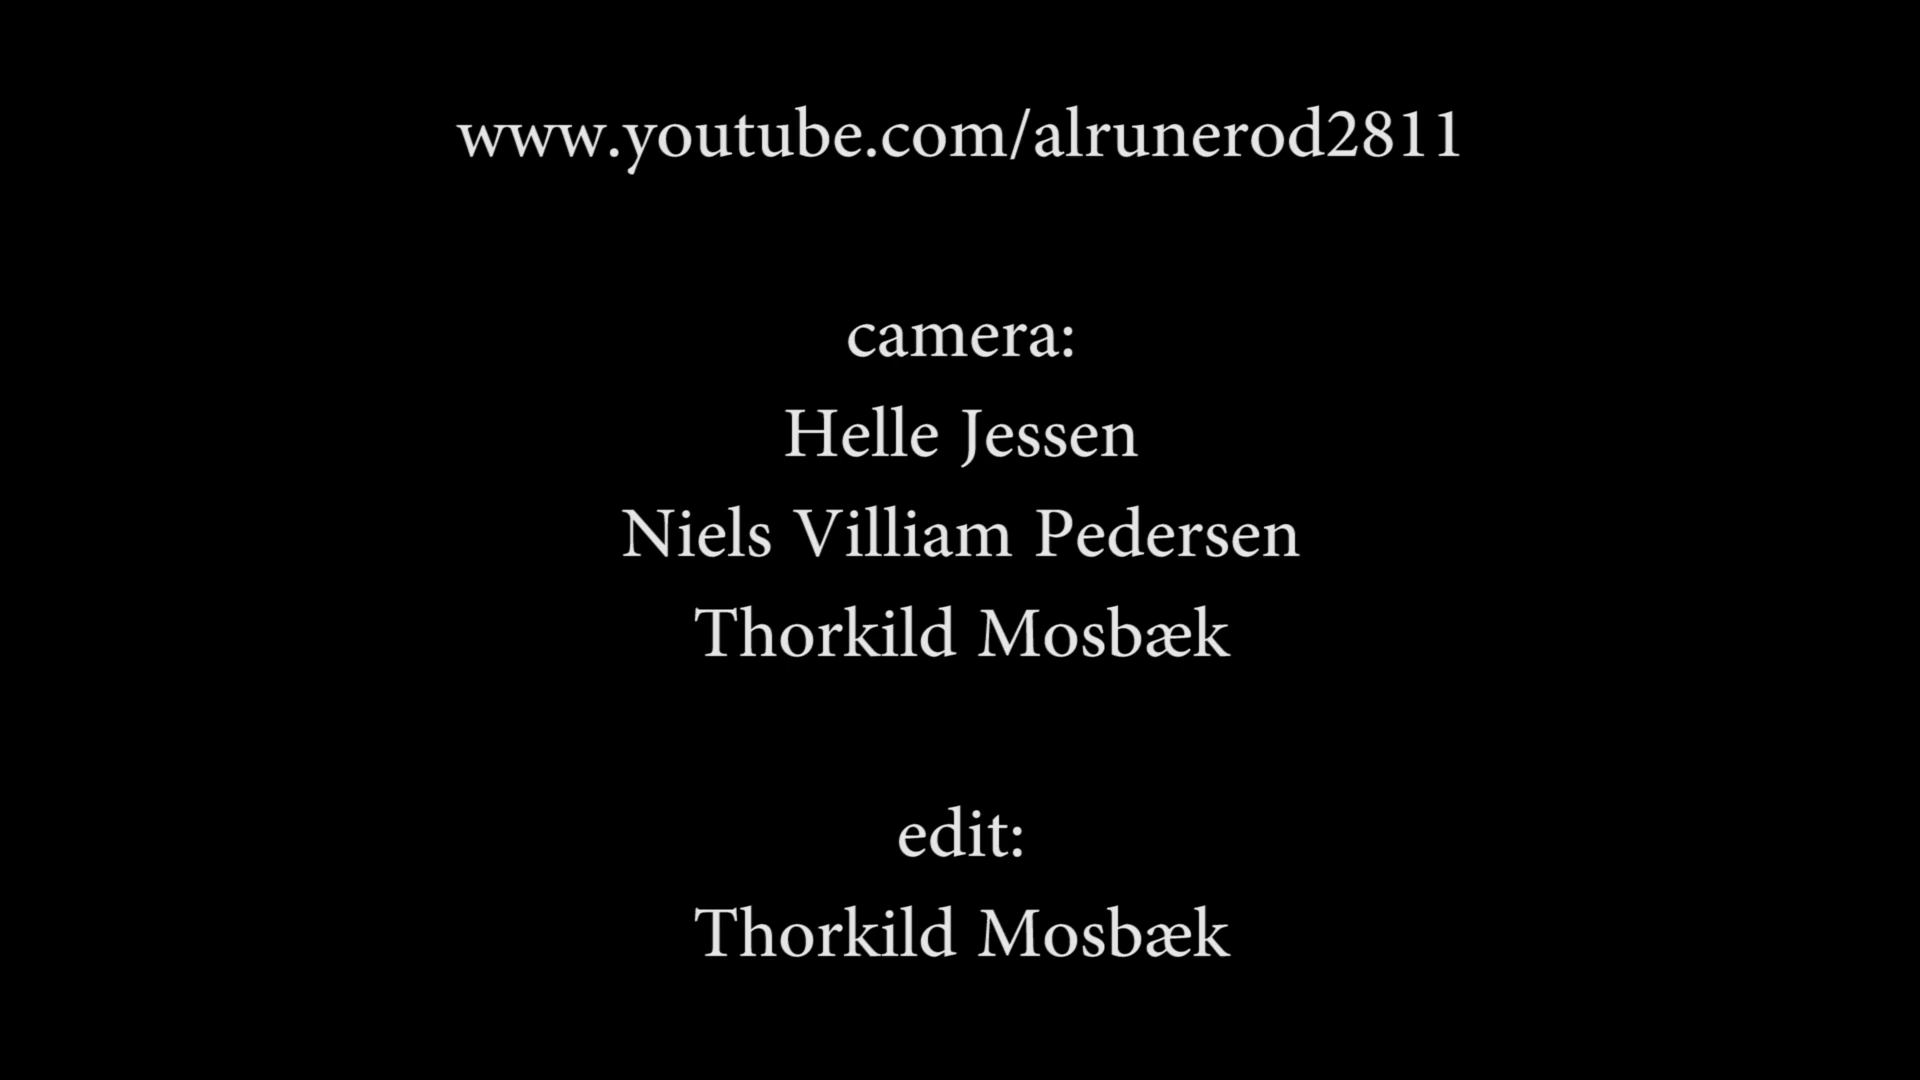 www.youtube.com/alrunerod2811
camera:
Helle Jessen
Niels Villiam Pedersen
Thorkild Mosbæk
edit:
Thorkild Mosbæk